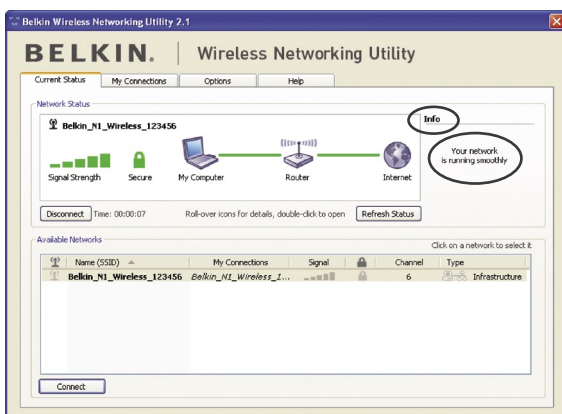 Belkin Wireless Networking Utility 2.1
BELKIN. | Wireless Networking Utility
Current Status My Connections Options Help
Network Status
Belkin_N1_Wireless_123456
Info
Your network
is running smoothly
Signal Strength Secure My Computer Router Internet
Disconnect Time: 00:00:07 Roll-over icons for details, double-click to open Refresh Status
Available Networks
Click on a network to select it
Name (SSID) My Connections Signal Channel Type
Belkin_N1_Wireless_123456 Belkin_N1_Wireless_1... 6 Infrastructure
Connect